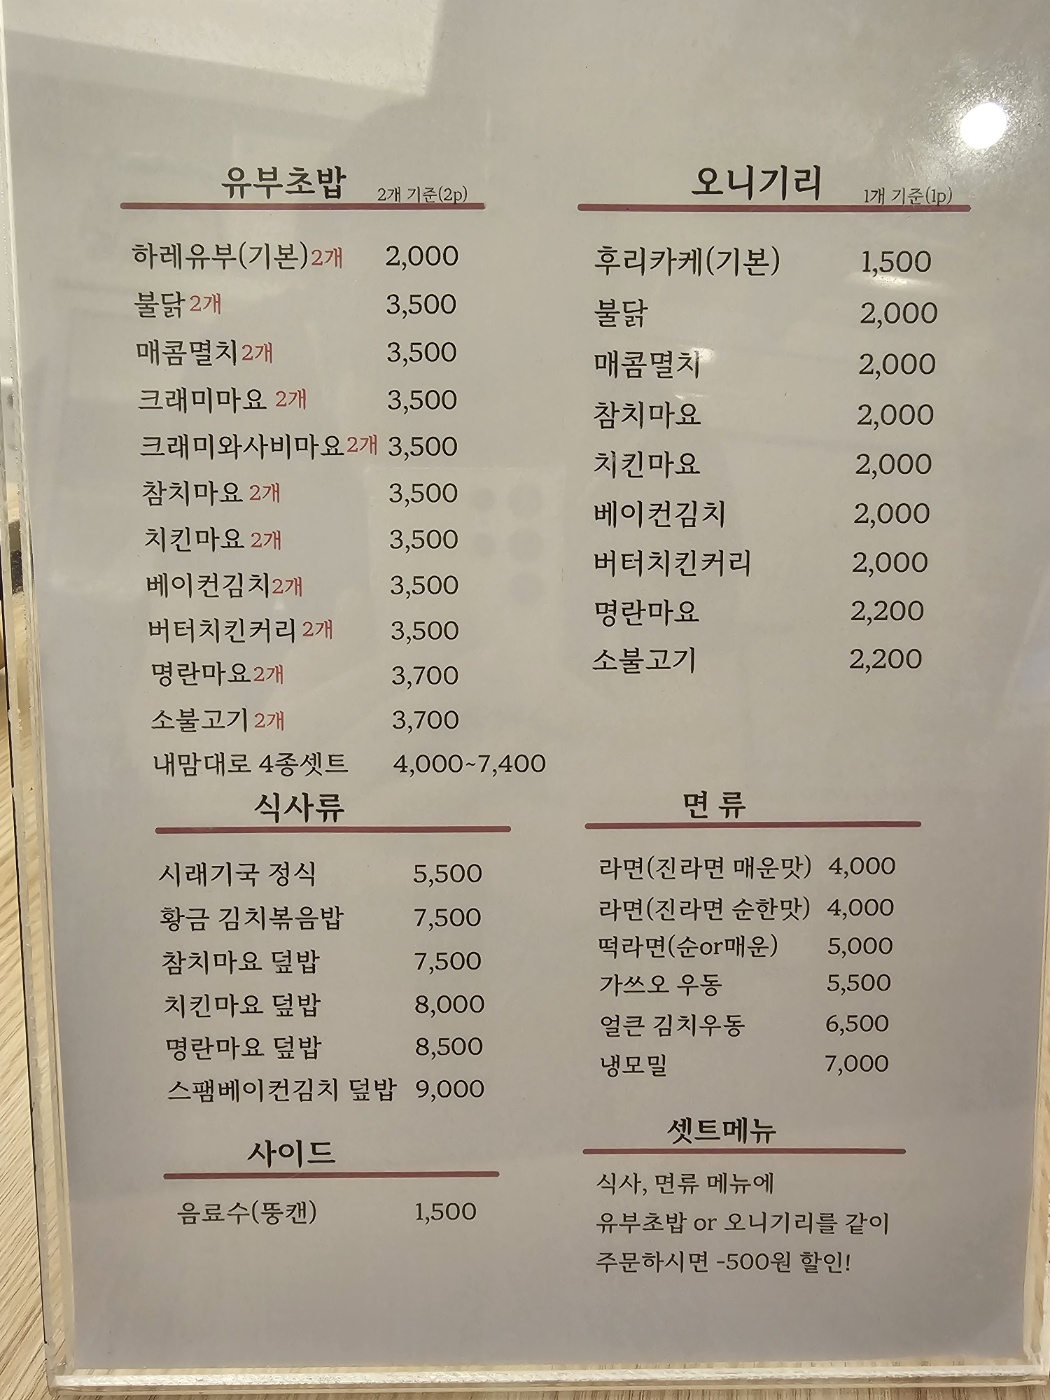 유부초밥 2개 기준(2p)
하레유부(기본)2개 2,000
불닭 2개 3,500
매콤멸치2개 3,500
크래미마요 2개 3,500
크래미와사비마요2개 3,500
참치마요 2개 3,500
치킨마요 2개 3,500
베이컨김치2개 3,500
버터치킨커리 2개 3,500
명란마요2개 3,700
소불고기 2개 3,700
내맘대로 4종셋트 4,000~7,400
오니기리 1개 기준(1p)
후리카케(기본) 1,500
불닭 2,000
매콤멸치 2,000
참치마요 2,000
치킨마요 2,000
베이컨김치 2,000
버터치킨커리 2,000
명란마요 2,200
소불고기 2,200
식사류
시래기국 정식 5,500
황금 김치볶음밥 7,500
참치마요 덮밥 7,500
치킨마요 덮밥 8,000
명란마요 덮밥 8,500
스팸베이컨김치 덮밥 9,000
면 류
라면(진라면 매운맛) 4,000
라면(진라면 순한맛) 4,000
떡라면(순or매운) 5,000
가쓰오 우동 5,500
얼큰 김치우동 6,500
냉모밀 7,000
사이드
음료수(뚱캔) 1,500
셋트메뉴
식사, 면류 메뉴에
유부초밥 or 오니기리를 같이
주문하시면 -500원 할인!